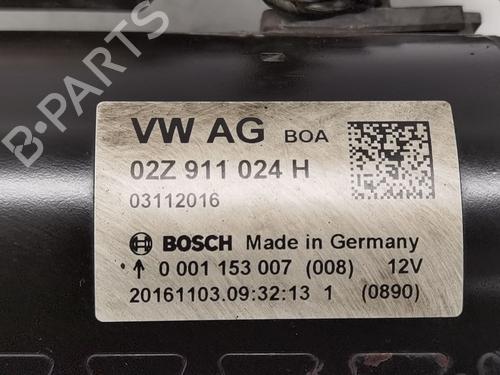 VW AG BOA
02Z 911 024 H
03112016
BOSCH Made in Germany
↑ 0 001 153 007 (008) 12V
20161103.09:32:13 1 (0890)